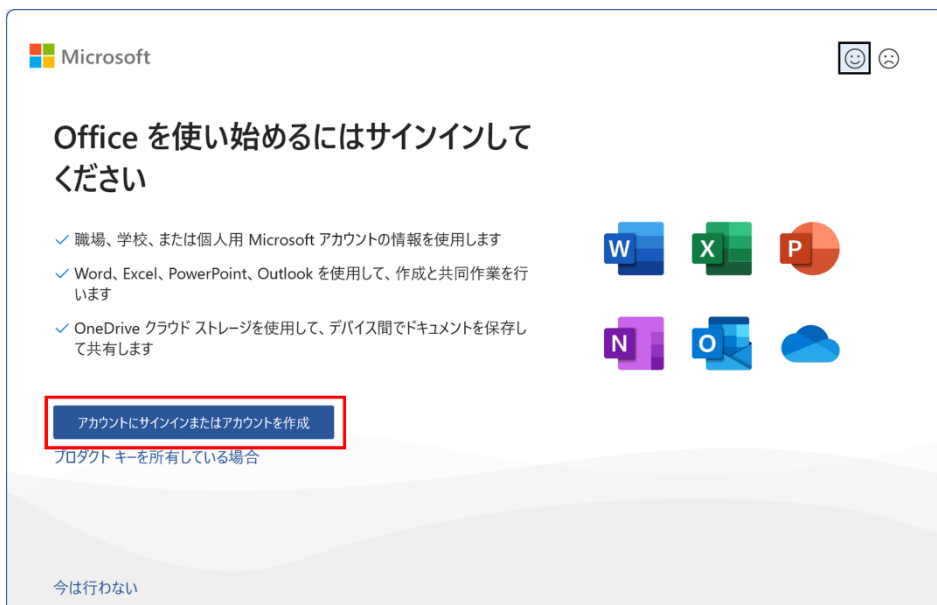 Microsoft
Office を使い始めるにはサインインして
ください
職場、学校、または個人用 Microsoft アカウントの情報を使用します
Word、Excel、PowerPoint、Outlook を使用して、作成と共同作業を行
います
OneDrive クラウド ストレージを使用して、デバイス間でドキュメントを保存し
て共有します
W X P
N O
アカウントにサインインまたはアカウントを作成
プロダクト キーを所有している場合
今は行わない